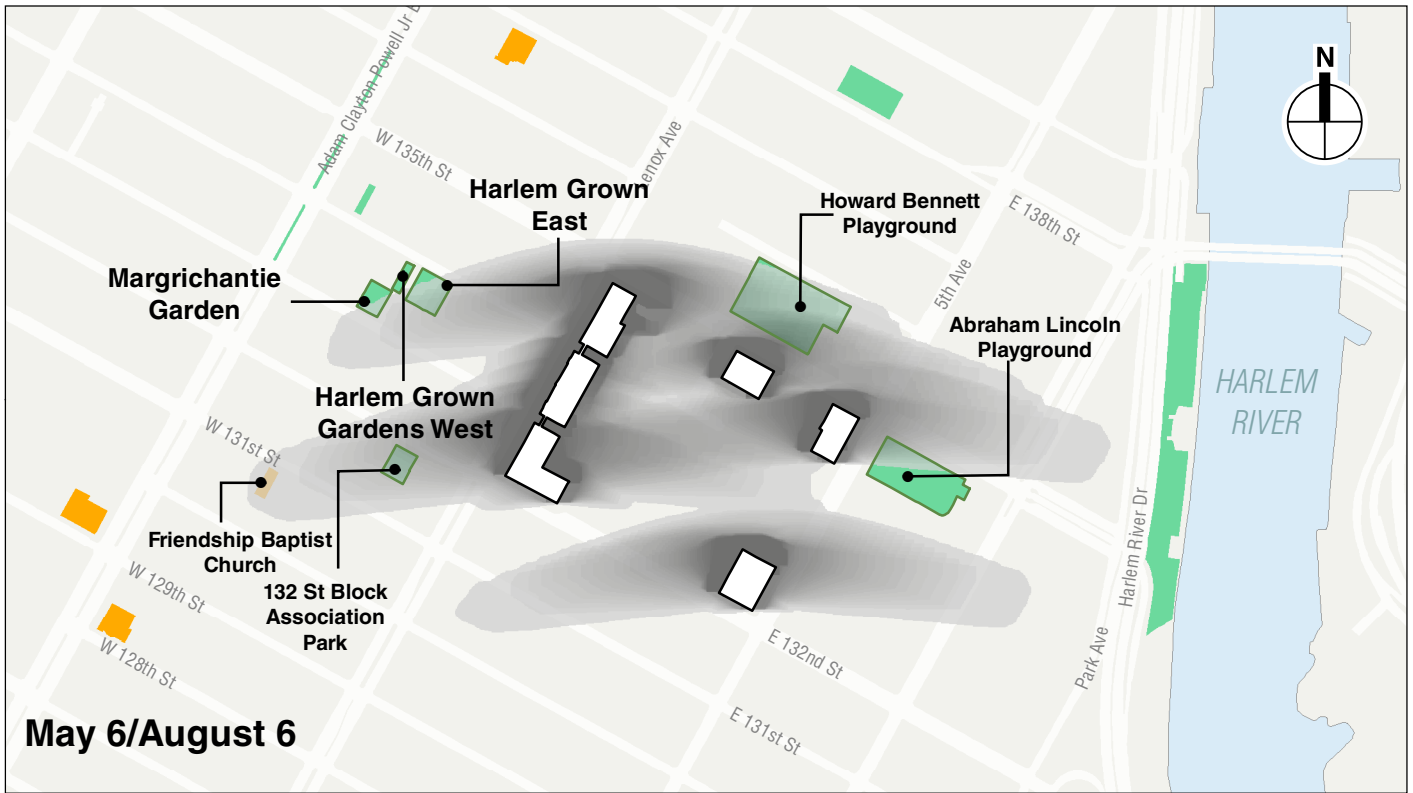 Adam Clayton Powell Jr B
W 135th St
enox Ave
N
Harlem Grown
East
Howard Bennett
Playground
E 138th St
Margrichantie
Garden
5th Ave
Abraham Lincoln
Playground
HARLEM
RIVER
Harlem Grown
Gardens West
W 131st St
Friendship Baptist
Church
132 St Block
Association
Park
W 129th St
W 128th St
Harlem River Dr
Park Ave
E 132nd St
E 131st St
May 6/August 6